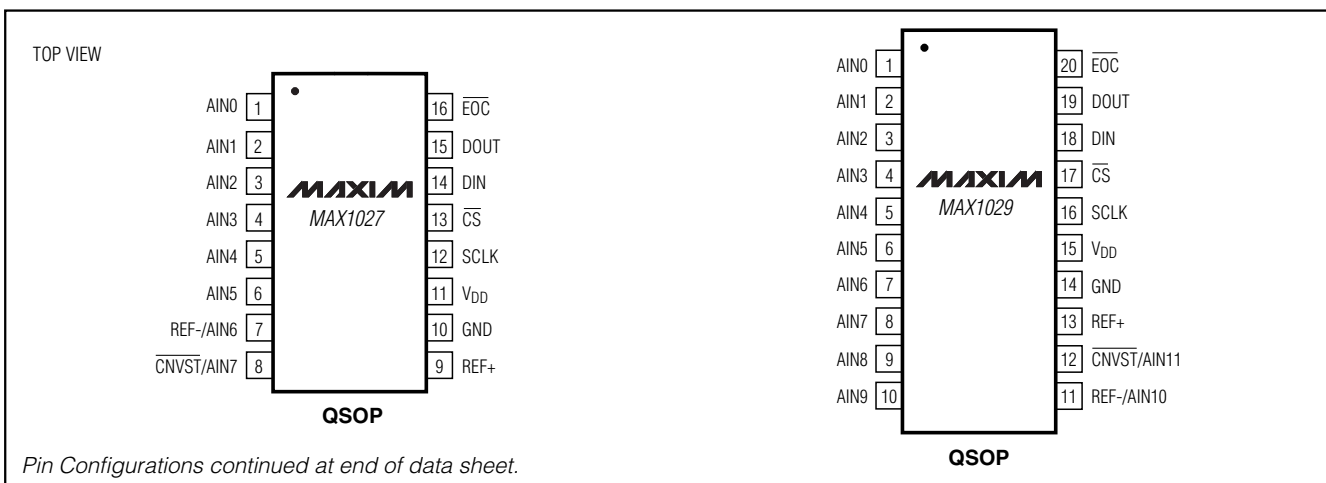 TOP VIEW
AIN0 1
AIN1 2
AIN2 3
AIN3 4
AIN4 5
AIN5 6
REF-/AIN6 7
CNVST/AIN7 8
MAXIM
MAX1027
16 EOC
15 DOUT
14 DIN
13 CS
12 SCLK
11 VDD
10 GND
9 REF+
QSOP
AIN0 1
AIN1 2
AIN2 3
AIN3 4
AIN4 5
AIN5 6
AIN6 7
AIN7 8
AIN8 9
AIN9 10
MAXIM
MAX1029
20 EOC
19 DOUT
18 DIN
17 CS
16 SCLK
15 VDD
14 GND
13 REF+
12 CNVST/AIN11
11 REF-/AIN10
QSOP
Pin Configurations continued at end of data sheet.